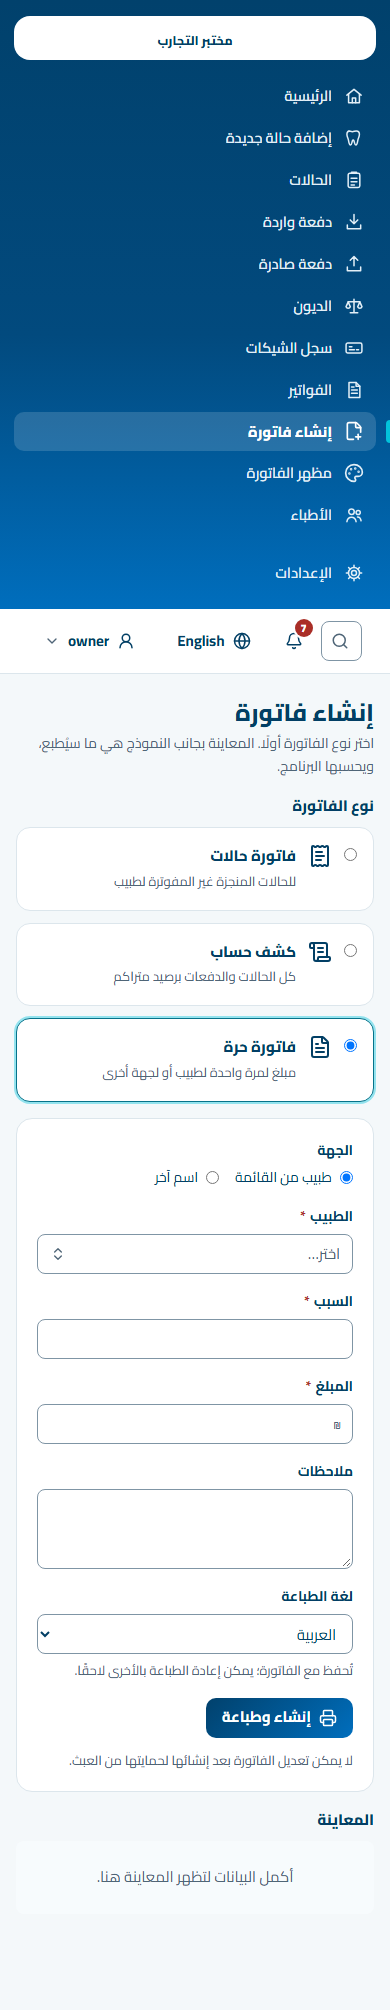 مختبر التجارب
الرئيسية
إضافة حالة جديدة
الحالات
دفعة واردة
دفعة صادرة
الديون
سجل الشيكات
الفواتير
إنشاء فاتورة
مظهر الفاتورة
الأطباء
الإعدادات
7
English
owner
إنشاء فاتورة
اختر نوع الفاتورة أولًا. المعاينة بجانب النموذج هي ما سيُطبع،
ويحسبها البرنامج.
نوع الفاتورة
فاتورة حالات
للحالات المنجزة غير المفوترة لطبيب
كشف حساب
كل الحالات والدفعات برصيد متراكم
فاتورة حرة
مبلغ لمرة واحدة لطبيب أو لجهة أخرى
الجهة
طبيب من القائمة
اسم آخر
الطبيب *
اختر...
السبب *
المبلغ *
₪
ملاحظات
لغة الطباعة
العربية
تُحفظ مع الفاتورة؛ يمكن إعادة الطباعة بالأخرى لاحقًا.
إنشاء وطباعة
لا يمكن تعديل الفاتورة بعد إنشائها لحمايتها من العبث.
المعاينة
أكمل البيانات لتظهر المعاينة هنا.